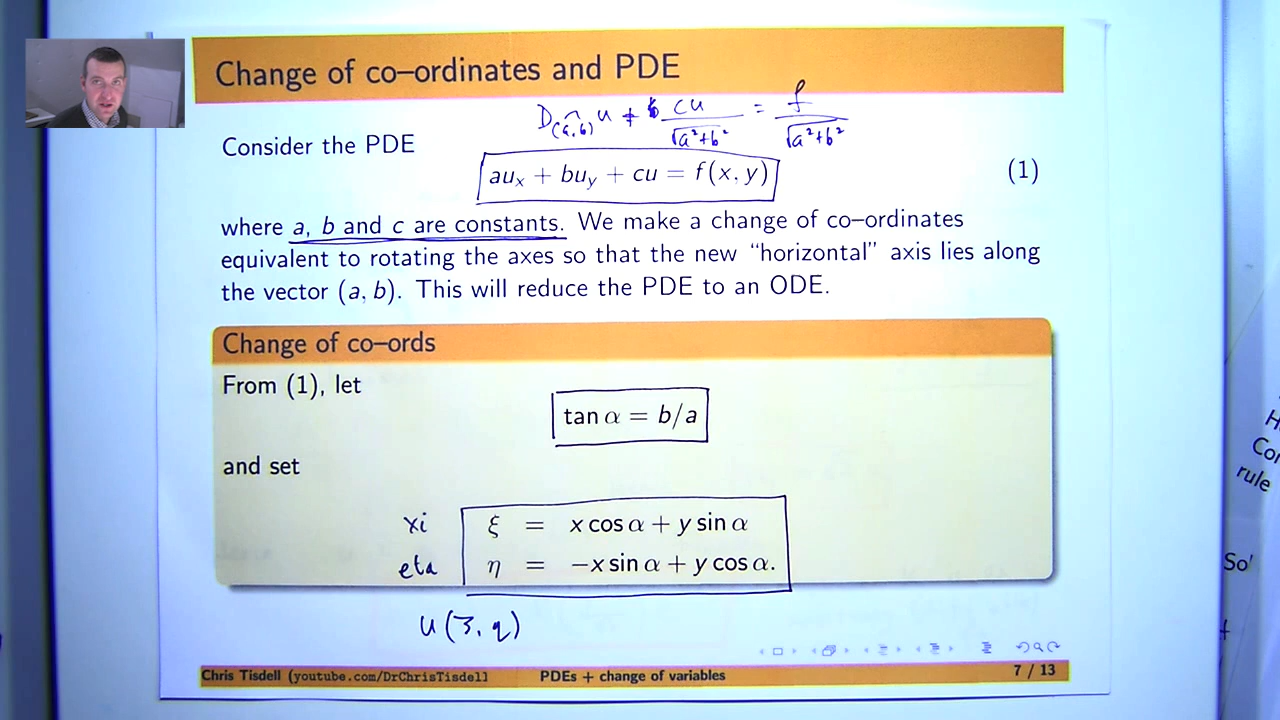 Change of co–ordinates and PDE
D(a,b) u + cu/√a²+b² = f/√a²+b²
Consider the PDE
au_x + bu_y + cu = f(x, y) (1)
where a, b and c are constants. We make a change of co–ordinates
equivalent to rotating the axes so that the new “horizontal” axis lies along
the vector (a, b). This will reduce the PDE to an ODE.
Change of co–ords
From (1), let
tan α = b/a
and set
xi ξ = x cos α + y sin α
eta η = −x sin α + y cos α.
u(ξ, η)
Chris Tisdell (youtube.com/DrChrisTisdell PDEs + change of variables 7 / 13
Co
rule
So